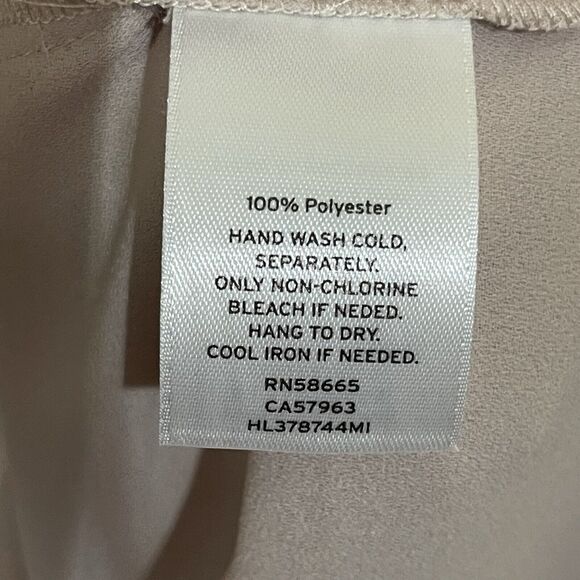 100% Polyester
HAND WASH COLD,
SEPARATELY.
ONLY NON-CHLORINE
BLEACH IF NEDED.
HANG TO DRY.
COOL IRON IF NEEDED.
RN58665
CA57963
HL378744MI